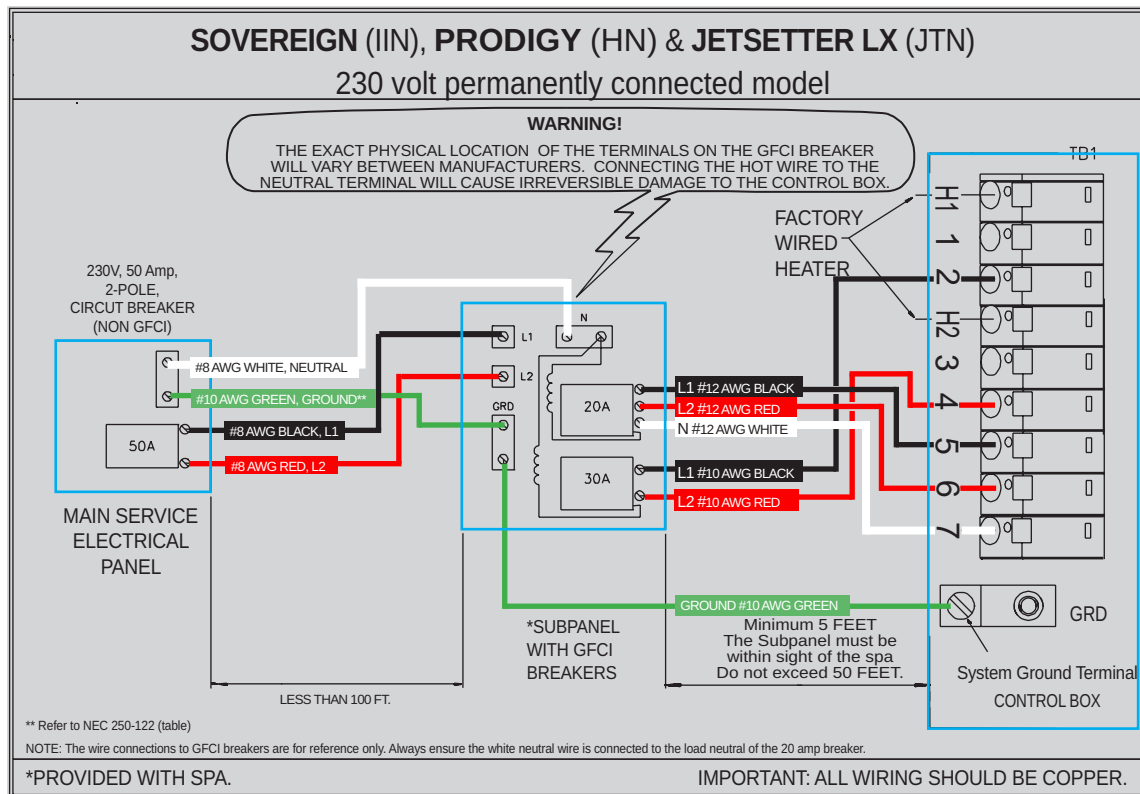 SOVEREIGN (IIN), PRODIGY (HN) & JETSETTER LX (JTN)
230 volt permanently connected model
WARNING!
THE EXACT PHYSICAL LOCATION OF THE TERMINALS ON THE GFCI BREAKER
WILL VARY BETWEEN MANUFACTURERS. CONNECTING THE HOT WIRE TO THE
NEUTRAL TERMINAL WILL CAUSE IRREVERSIBLE DAMAGE TO THE CONTROL BOX.
230V, 50 Amp,
2-POLE,
CIRCUT BREAKER
(NON GFCI)
#8 AWG WHITE, NEUTRAL
#10 AWG GREEN, GROUND**
#8 AWG BLACK, L1
#8 AWG RED, L2
50A
MAIN SERVICE
ELECTRICAL
PANEL
N
L1
L2
GRD
20A
30A
*SUBPANEL
WITH GFCI
BREAKERS
L1 #12 AWG BLACK
L2 #12 AWG RED
N #12 AWG WHITE
L1 #10 AWG BLACK
L2 #10 AWG RED
GROUND #10 AWG GREEN
FACTORY
WIRED
HEATER
TB1
H1
1
2
H2
3
4
5
6
7
GRD
System Ground Terminal
CONTROL BOX
Minimum 5 FEET
The Subpanel must be
within sight of the spa
Do not exceed 50 FEET.
LESS THAN 100 FT.
** Refer to NEC 250-122 (table)
NOTE: The wire connections to GFCI breakers are for reference only. Always ensure the white neutral wire is connected to the load neutral of the 20 amp breaker.
*PROVIDED WITH SPA.
IMPORTANT: ALL WIRING SHOULD BE COPPER.